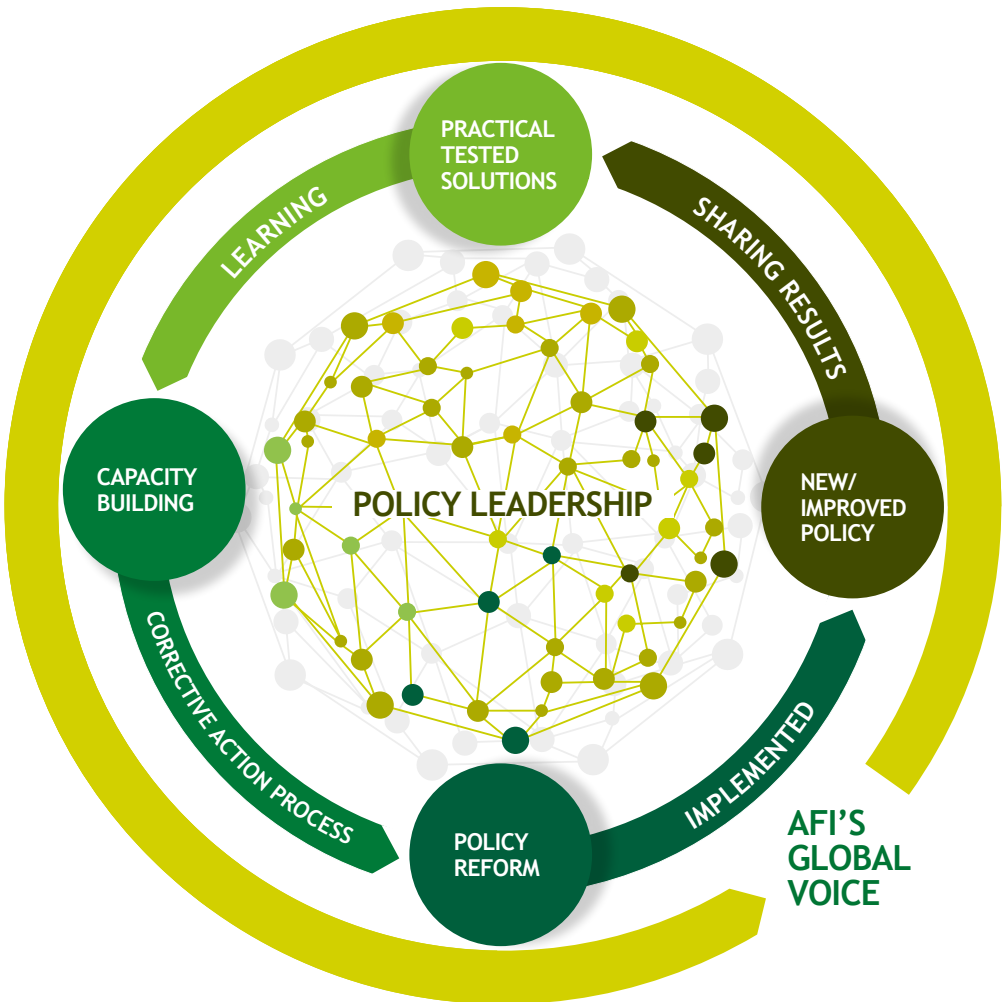 PRACTICAL
TESTED
SOLUTIONS
LEARNING
SHARING RESULTS
CAPACITY
BUILDING
POLICY LEADERSHIP
NEW/
IMPROVED
POLICY
CORRECTIVE ACTION PROCESS
IMPLEMENTED
POLICY
REFORM
AFI'S
GLOBAL
VOICE